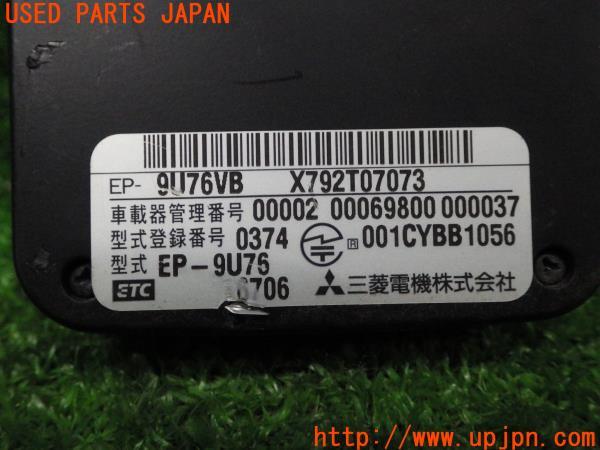 USED PARTS JAPAN
EP- 9U76VB X792T07073
車載器管理番号 00002 00069800 000037
型式登録番号 0374 R 001CYBB1056
型式 EP-9U76
ETC 6706 三菱電機株式会社
http://www.upjpn.com/